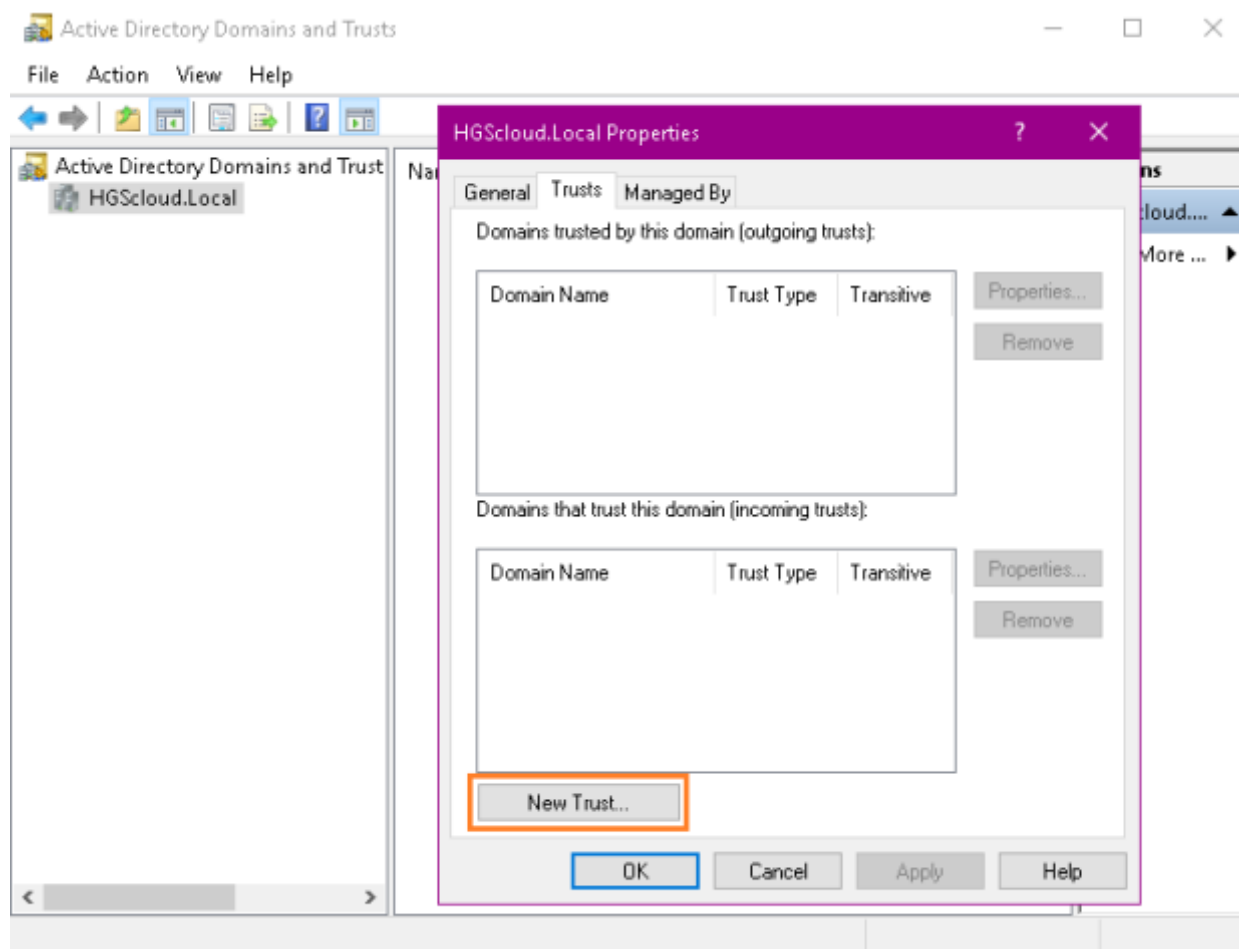 Active Directory Domains and Trusts
File Action View Help
Active Directory Domains and Trust
HGScloud.Local
HGScloud.Local Properties
General Trusts Managed By
Domains trusted by this domain (outgoing trusts):
Domain Name Trust Type Transitive
Properties...
Remove
Domains that trust this domain (incoming trusts):
Domain Name Trust Type Transitive
Properties...
Remove
New Trust...
OK Cancel Apply Help
cloud....
More ...